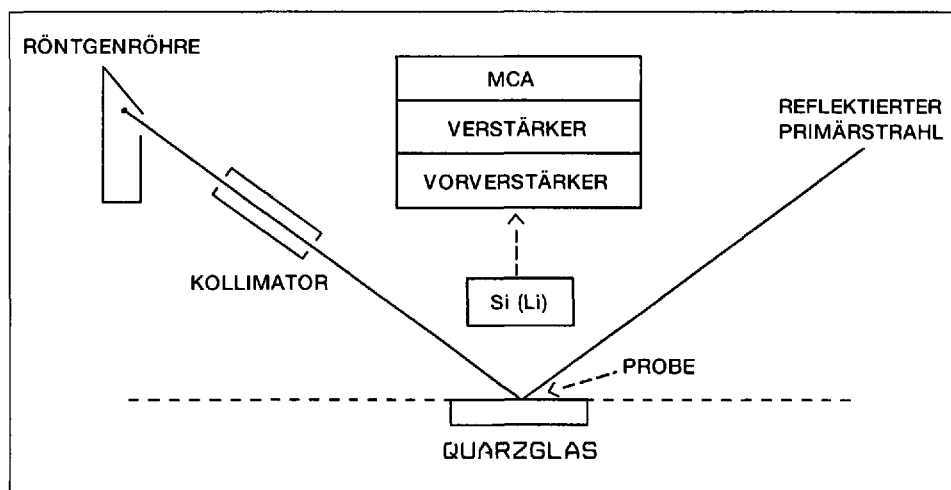 RÖNTGENRÖHRE
MCA
VERSTÄRKER
VORVERSTÄRKER
REFLEKTIERTER
PRIMÄRSTRAHL
KOLLIMATOR
Si (Li)
PROBE
QUARZGLAS